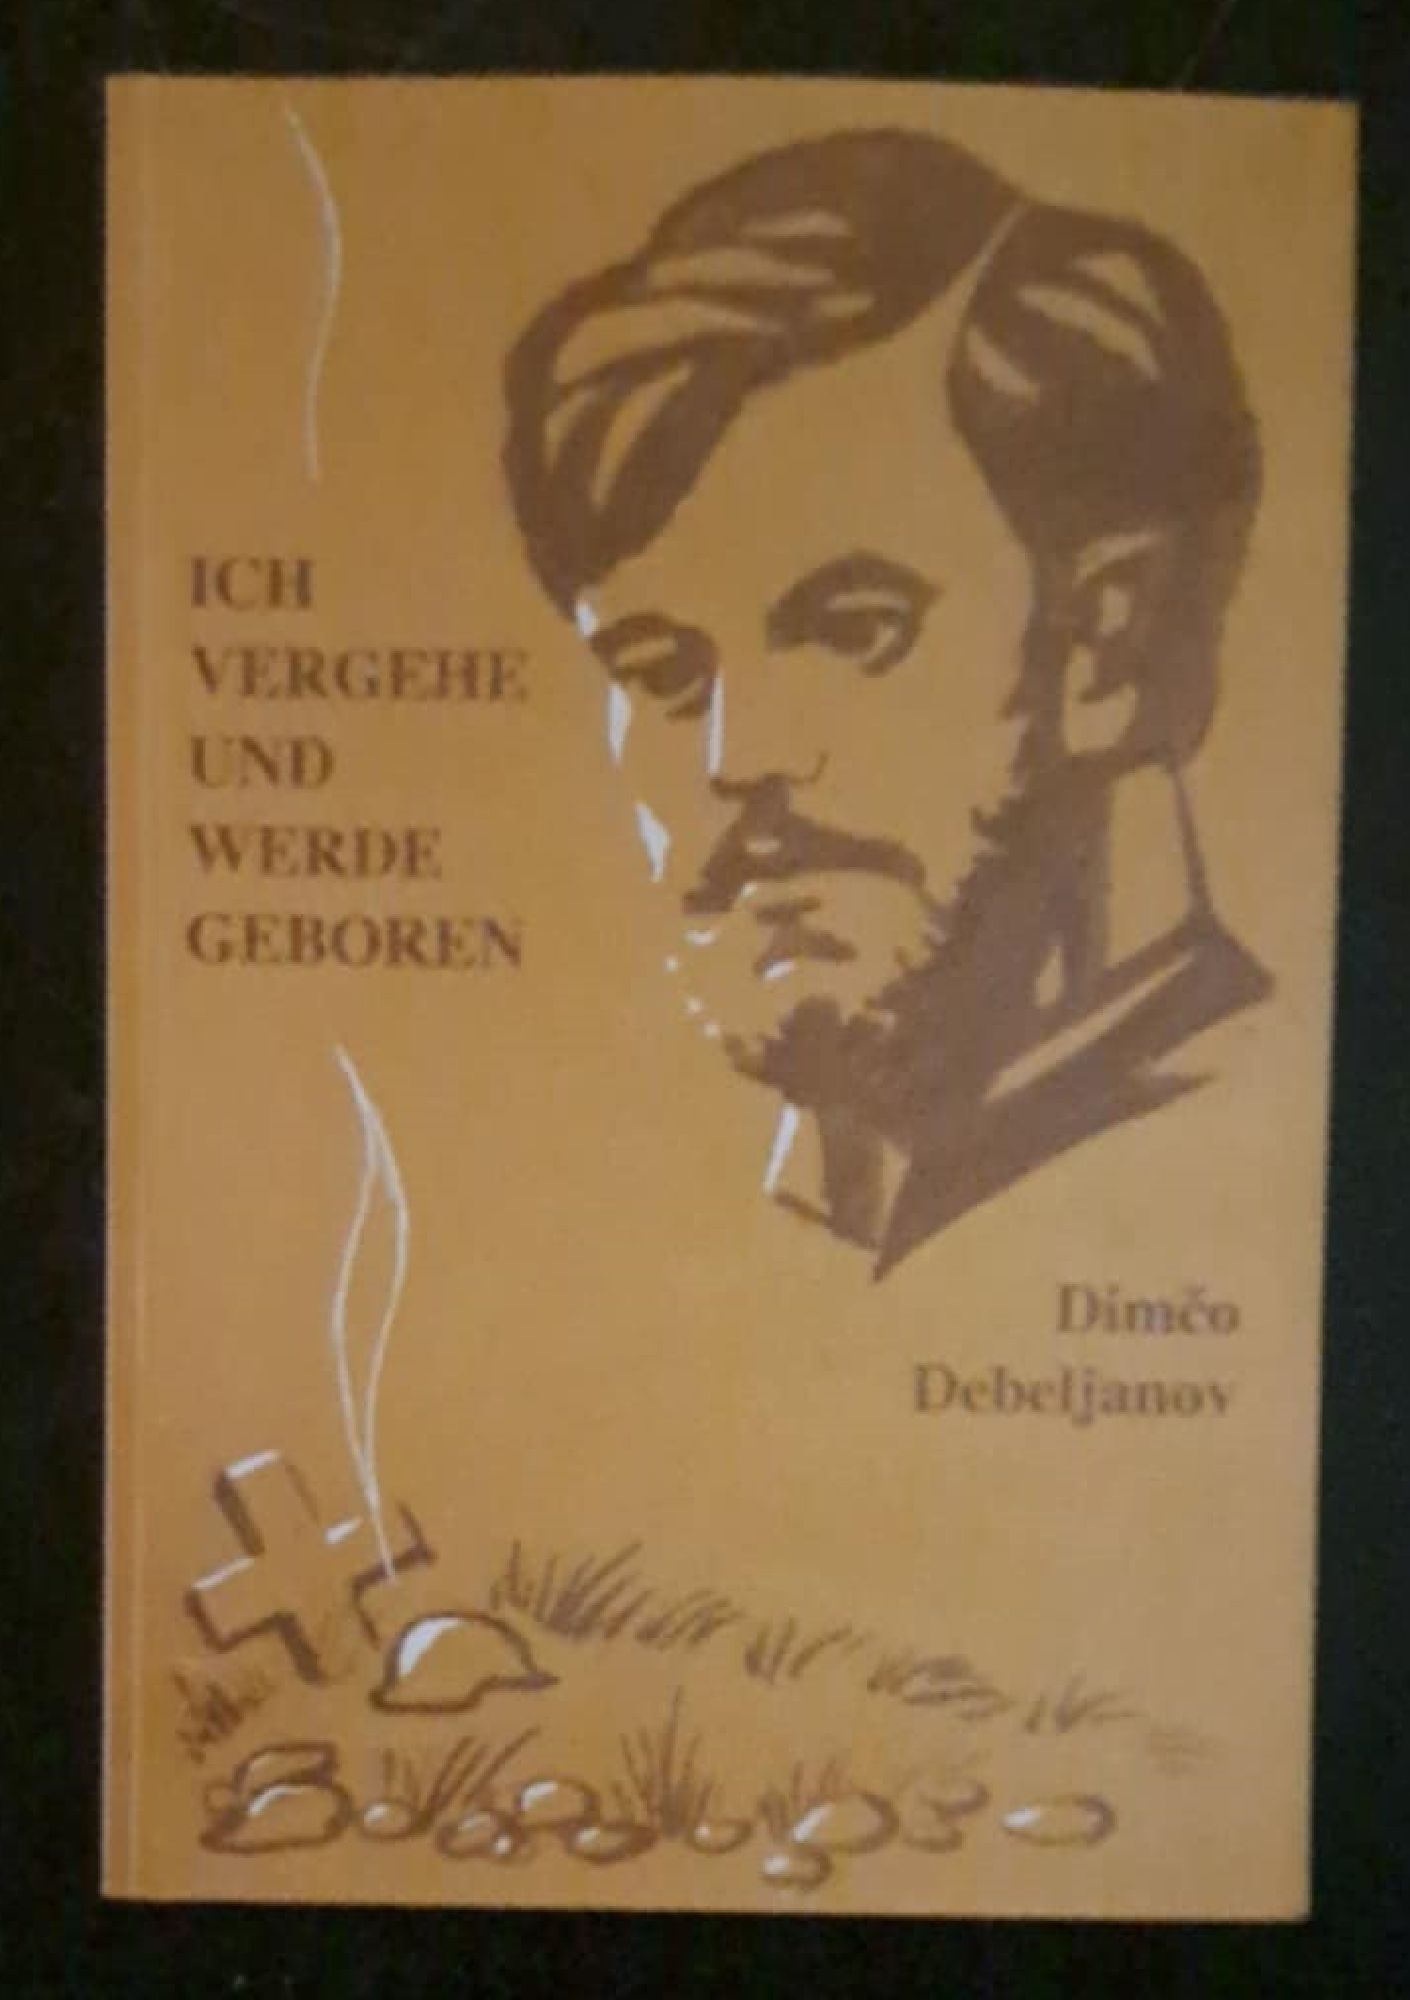 ICH
VERGEHE
UND
WERDE
GEBOREN
Dimčo
Debeljanov